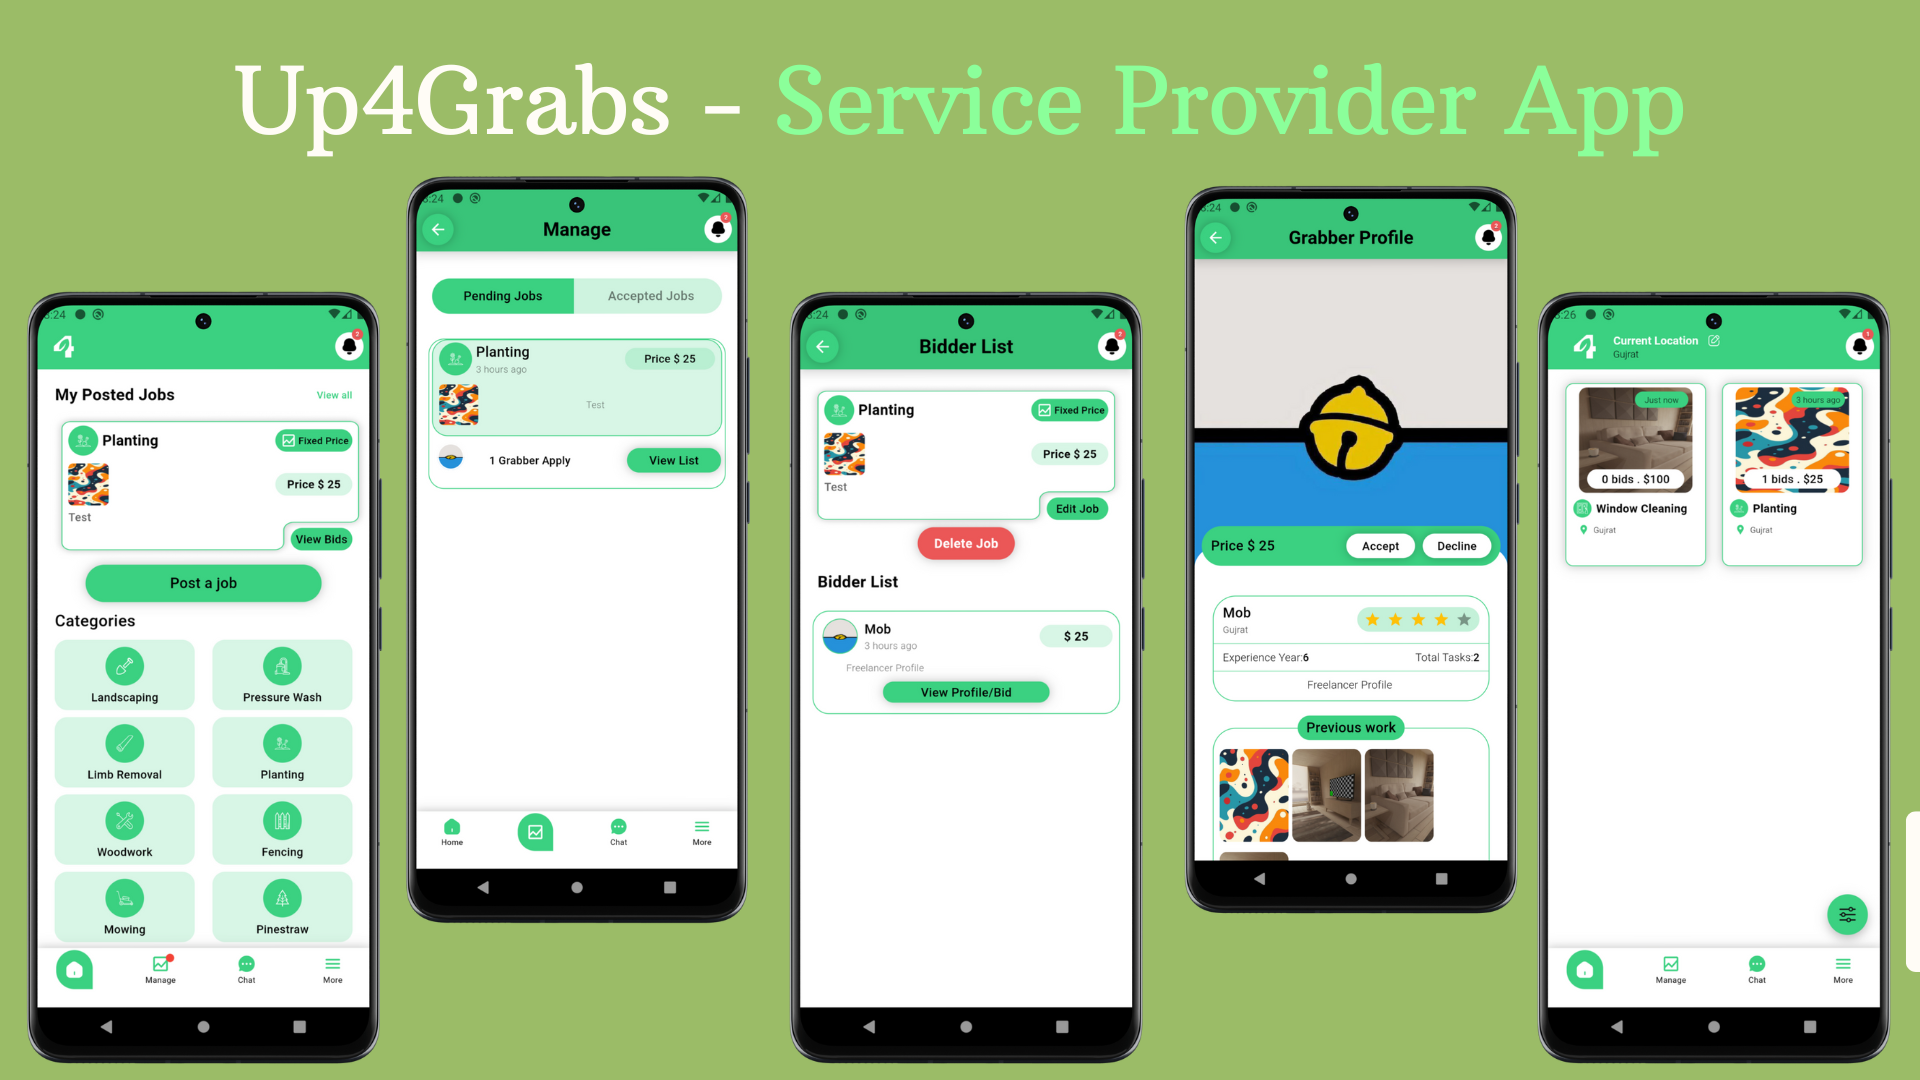 Up4Grabs - Service Provider App
:24
2
My Posted Jobs
View all
Planting
Fixed Price
Price $ 25
Test
View Bids
Post a job
Categories
Landscaping
Pressure Wash
Limb Removal
Planting
Woodwork
Fencing
Mowing
Pinestraw
Manage
Chat
More
:24
2
Manage
Pending Jobs
Accepted Jobs
Planting
3 hours ago
Price $ 25
Test
1 Grabber Apply
View List
Home
Chat
More
:24
2
Bidder List
Planting
Fixed Price
Price $ 25
Test
Edit Job
Delete Job
Bidder List
Mob
3 hours ago
$ 25
Freelancer Profile
View Profile/Bid
:24
2
Grabber Profile
Price $ 25
Accept
Decline
Mob
Gujrat
Experience Year:6
Total Tasks:2
Freelancer Profile
Previous work
:26
1
Current Location
Gujrat
Just now
0 bids . $100
Window Cleaning
Gujrat
3 hours ago
1 bids . $25
Planting
Gujrat
Manage
Chat
More